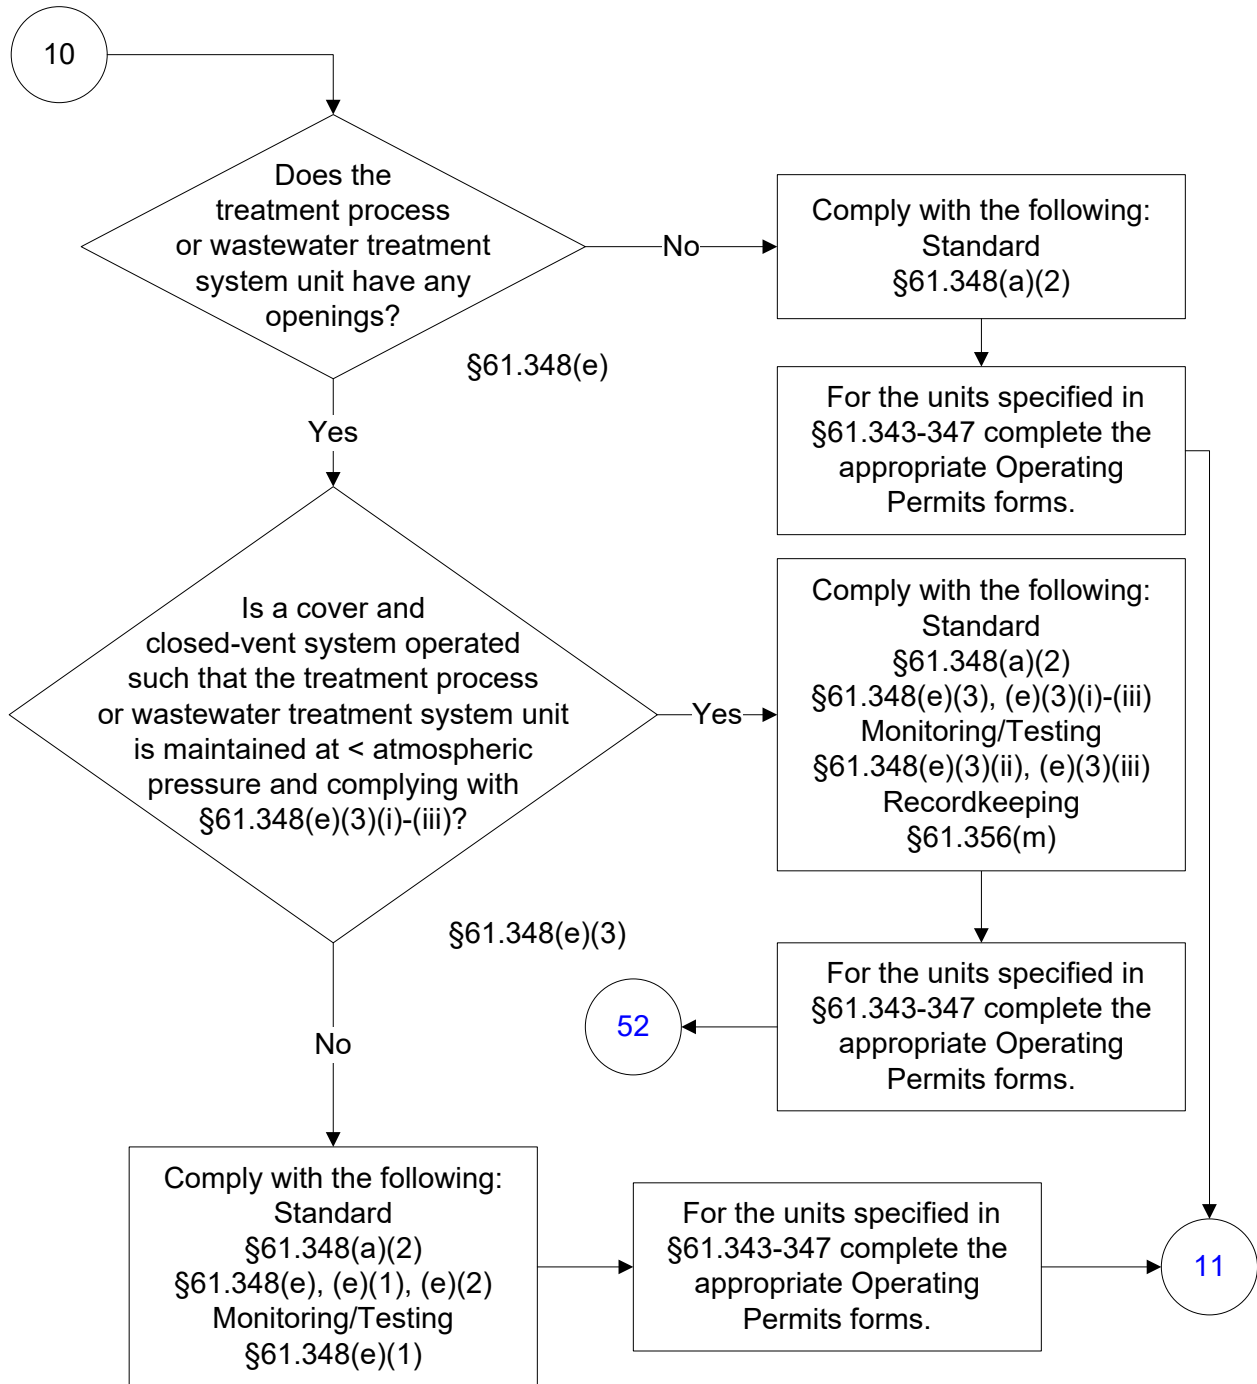 10
Does the
treatment process
or wastewater treatment
system unit have any
openings?
No
Comply with the following:
Standard
§61.348(a)(2)
§61.348(e)
For the units specified in
§61.343-347 complete the
appropriate Operating
Permits forms.
Yes
Is a cover and
closed-vent system operated
such that the treatment process
or wastewater treatment system unit
is maintained at < atmospheric
pressure and complying with
§61.348(e)(3)(i)-(iii)?
Yes
Comply with the following:
Standard
§61.348(a)(2)
§61.348(e)(3), (e)(3)(i)-(iii)
Monitoring/Testing
§61.348(e)(3)(ii), (e)(3)(iii)
Recordkeeping
§61.356(m)
§61.348(e)(3)
For the units specified in
§61.343-347 complete the
appropriate Operating
Permits forms.
52
No
Comply with the following:
Standard
§61.348(a)(2)
§61.348(e), (e)(1), (e)(2)
Monitoring/Testing
§61.348(e)(1)
For the units specified in
§61.343-347 complete the
appropriate Operating
Permits forms.
11